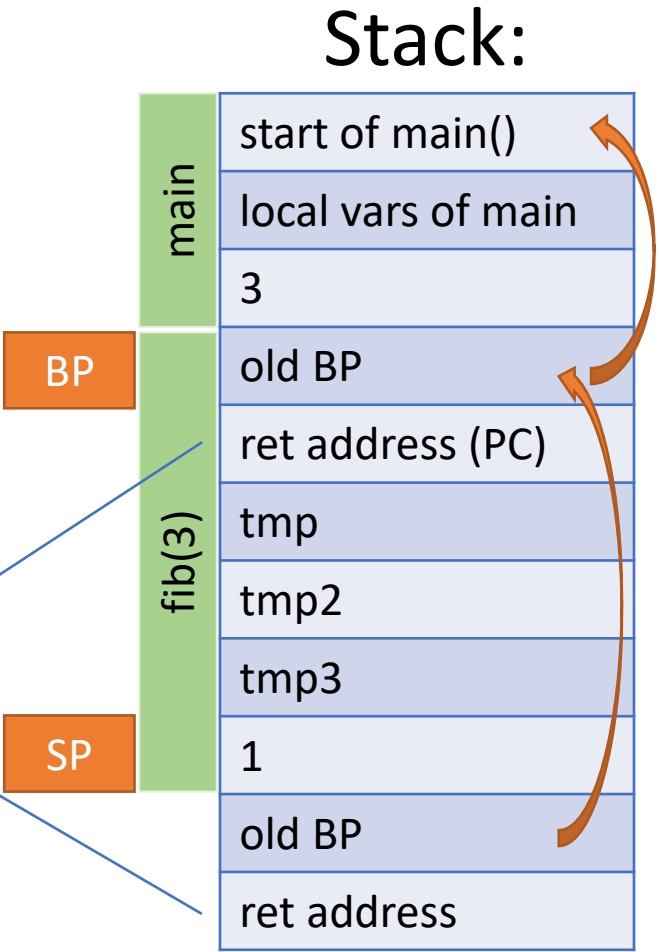 Stack:
main
start of main()
local vars of main
3
BP
old BP
fib(3)
ret address (PC)
tmp
tmp2
tmp3
SP
1
old BP
ret address